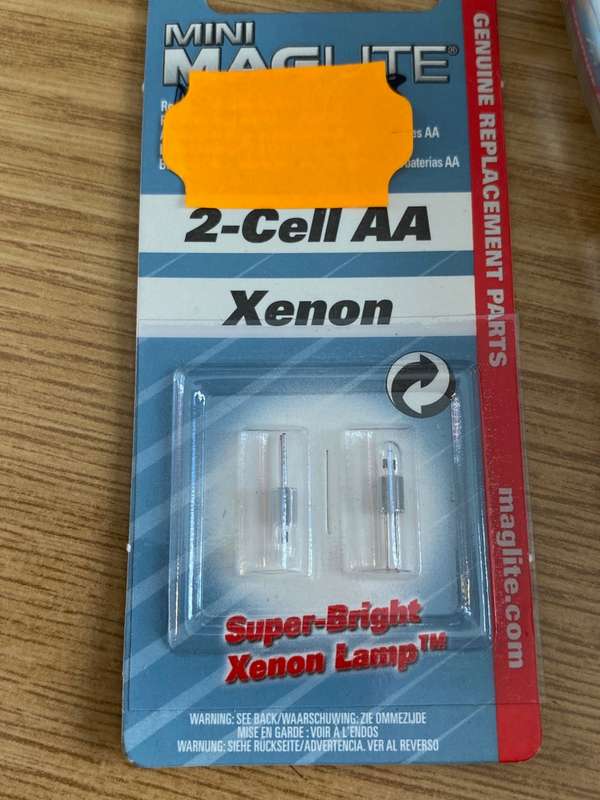 MINI
MAGLITE®
AA
baterias AA
2-Cell AA
Xenon
GENUINE REPLACEMENT PARTS
maglite.com
Super-Bright
Xenon Lamp™
WARNING: SEE BACK/WAARSCHUWING: ZIE OMMEZIJDE
MISE EN GARDE : VOIR À L'ENDOS
WARNUNG: SIEHE RÜCKSEITE/ADVERTENCIA. VER AL REVERSO